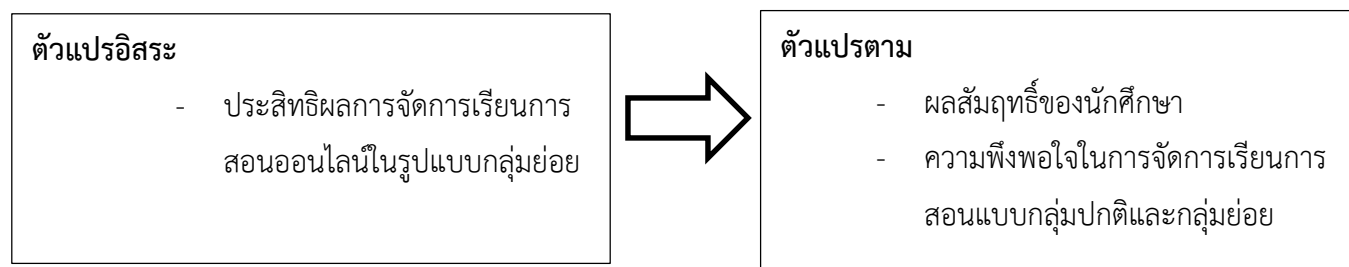 ตัวแปรอิสระ
- ประสิทธิผลการจัดการเรียนการ
สอนออนไลน์ในรูปแบบกลุ่มย่อย
ตัวแปรตาม
- ผลสัมฤทธิ์ของนักศึกษา
- ความพึงพอใจในการจัดการเรียนการ
สอนแบบกลุ่มปกติและกลุ่มย่อย